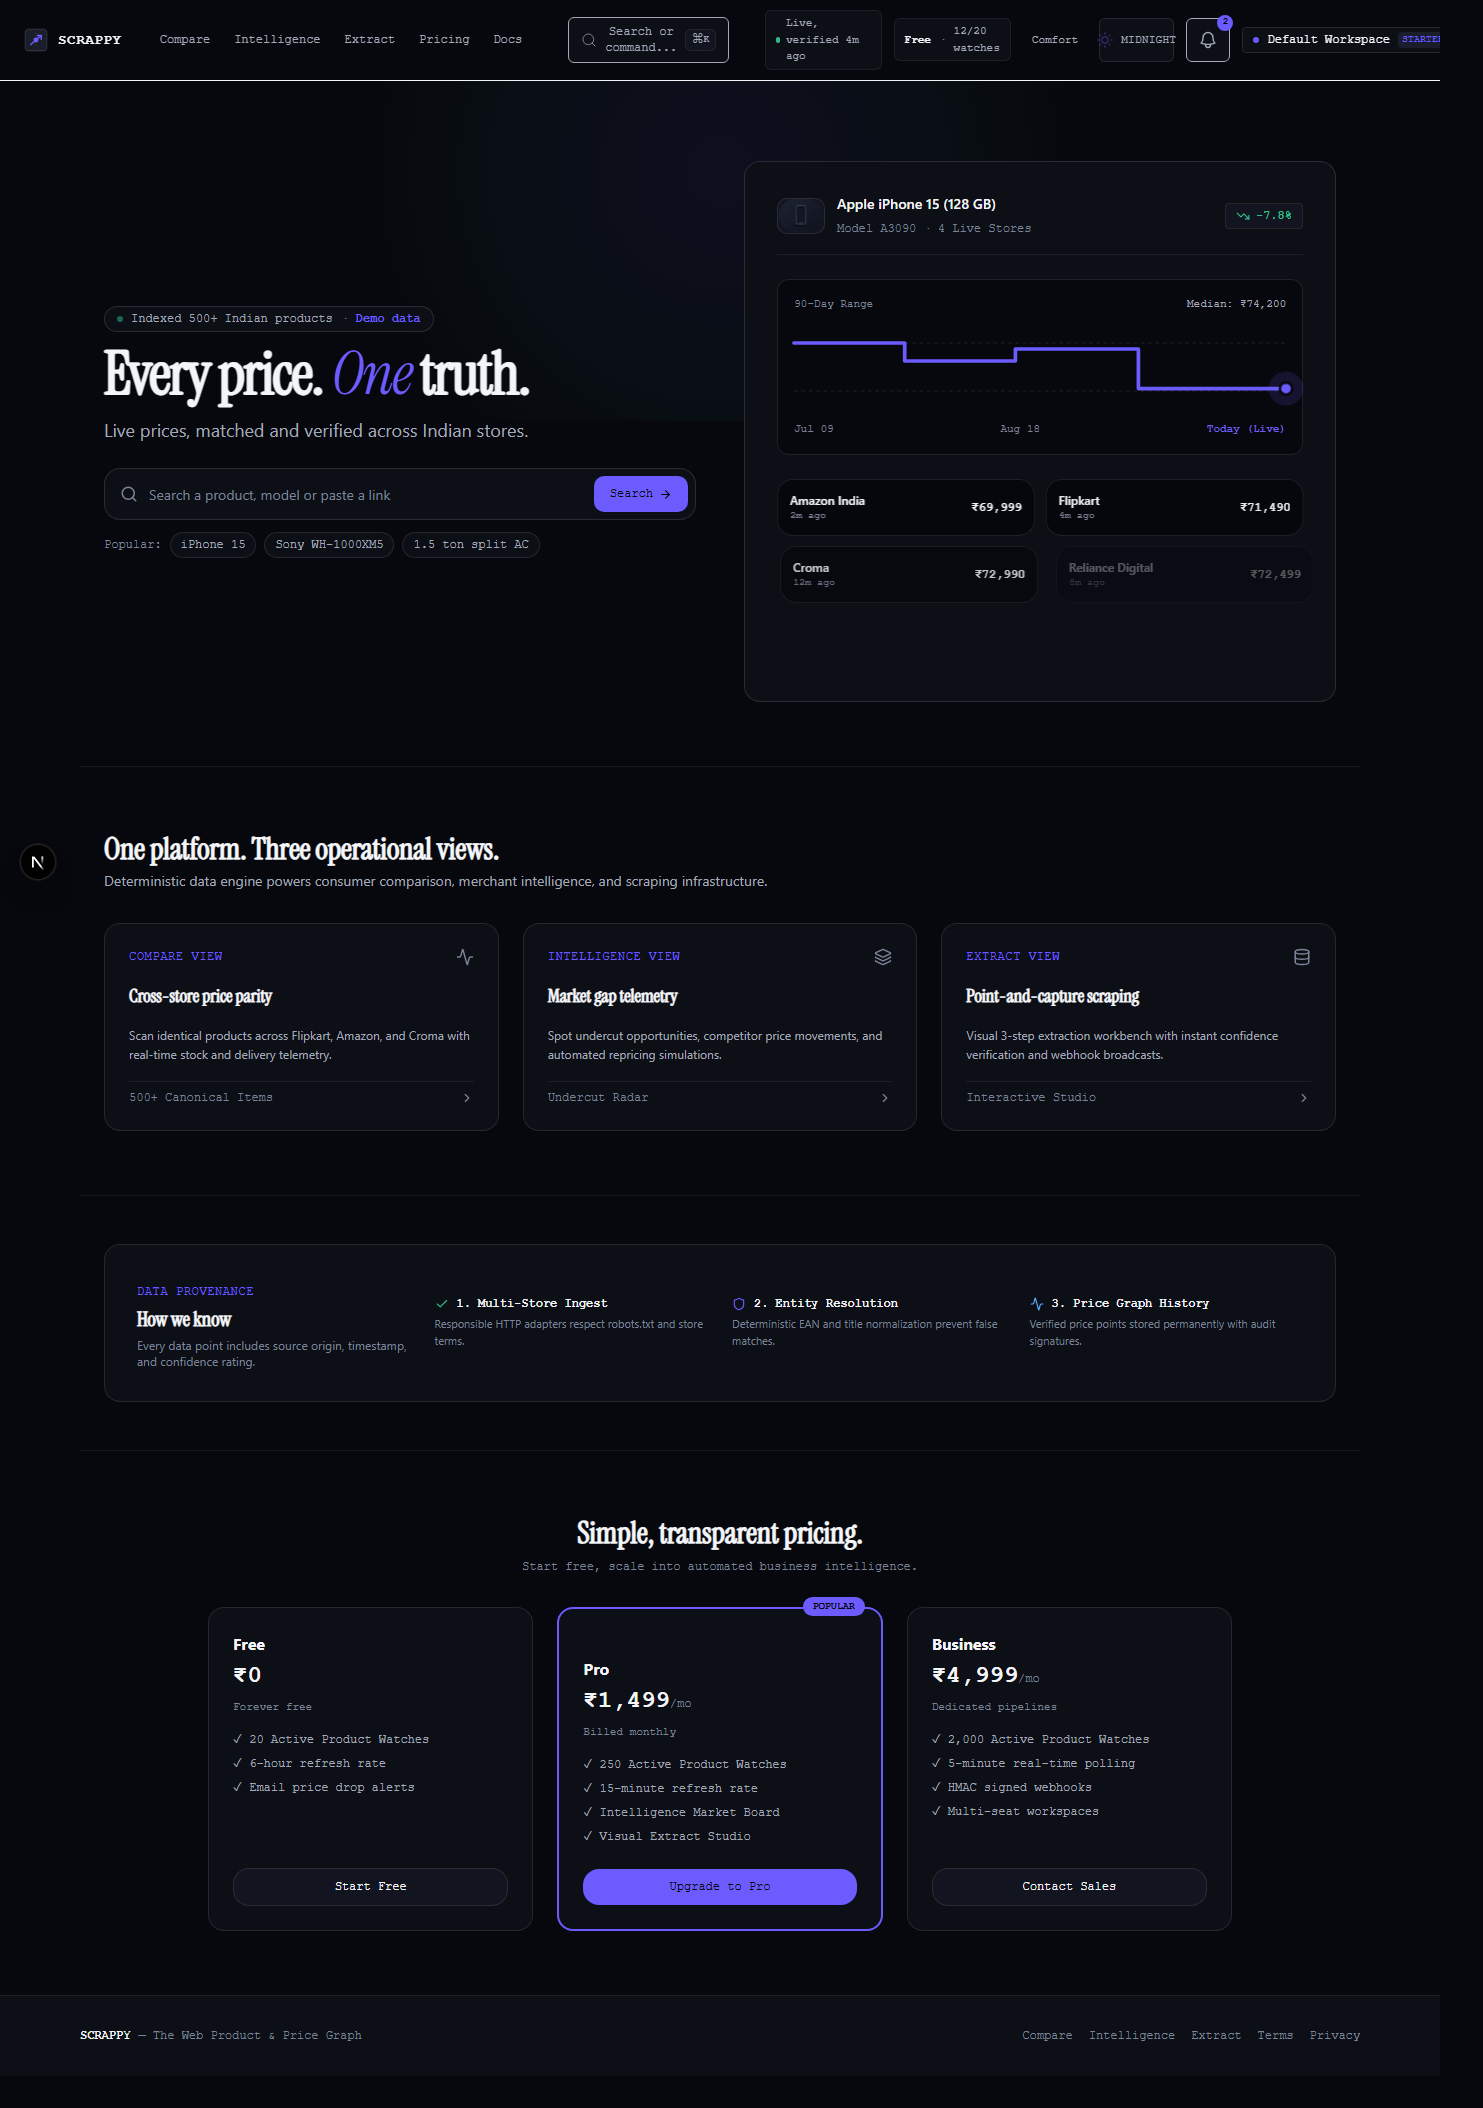 SCRAPPY
Compare
Intelligence
Extract
Pricing
Docs
Search or
command...
⌘K
Live,
verified 4m
ago
Free · 12/20
watches
Comfort
MIDNIGHT
2
Default Workspace
Indexed 500+ Indian products · Demo data
Every price. One truth.
Live prices, matched and verified across Indian stores.
Search a product, model or paste a link
Search →
Popular:
iPhone 15
Sony WH-1000XM5
1.5 ton split AC
Apple iPhone 15 (128 GB)
Model A3090 · 4 Live Stores
-7.8%
90-Day Range
Median: ₹74,200
Jul 09
Aug 18
Today (Live)
Amazon India
2m ago
₹69,999
Flipkart
4m ago
₹71,490
Croma
12m ago
₹72,990
Reliance Digital
8m ago
₹72,499
N
One platform. Three operational views.
Deterministic data engine powers consumer comparison, merchant intelligence, and scraping infrastructure.
COMPARE VIEW
Cross-store price parity
Scan identical products across Flipkart, Amazon, and Croma with
real-time stock and delivery telemetry.
500+ Canonical Items
INTELLIGENCE VIEW
Market gap telemetry
Spot undercut opportunities, competitor price movements, and
automated repricing simulations.
Undercut Radar
EXTRACT VIEW
Point-and-capture scraping
Visual 3-step extraction workbench with instant confidence
verification and webhook broadcasts.
Interactive Studio
DATA PROVENANCE
How we know
Every data point includes source origin, timestamp,
and confidence rating.
1. Multi-Store Ingest
Responsible HTTP adapters respect robots.txt and store
terms.
2. Entity Resolution
Deterministic EAN and title normalization prevent false
matches.
3. Price Graph History
Verified price points stored permanently with audit
signatures.
Simple, transparent pricing.
Start free, scale into automated business intelligence.
Free
₹0
Forever free
✓ 20 Active Product Watches
✓ 6-hour refresh rate
✓ Email price drop alerts
Start Free
POPULAR
Pro
₹1,499/mo
Billed monthly
✓ 250 Active Product Watches
✓ 15-minute refresh rate
✓ Intelligence Market Board
✓ Visual Extract Studio
Upgrade to Pro
Business
₹4,999/mo
Dedicated pipelines
✓ 2,000 Active Product Watches
✓ 5-minute real-time polling
✓ HMAC signed webhooks
✓ Multi-seat workspaces
Contact Sales
SCRAPPY — The Web Product & Price Graph
Compare
Intelligence
Extract
Terms
Privacy